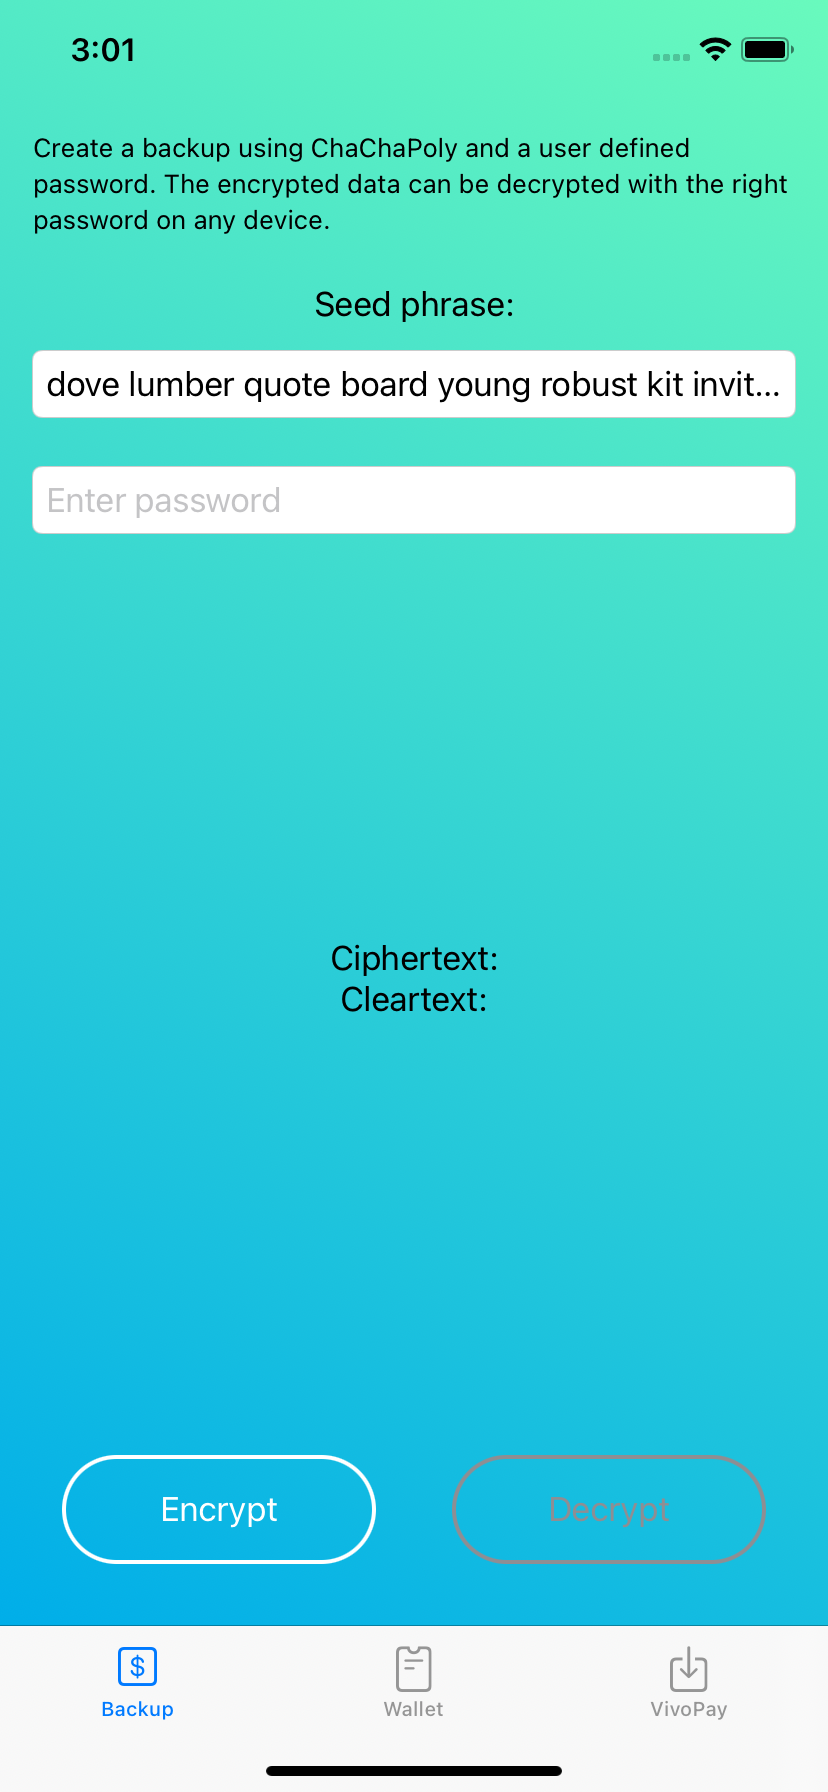 3:01
Create a backup using ChaChaPoly and a user defined
password. The encrypted data can be decrypted with the right
password on any device.
Seed phrase:
dove lumber quote board young robust kit invit...
Enter password
Ciphertext:
Cleartext:
Encrypt
Decrypt
$
Backup
Wallet
VivoPay